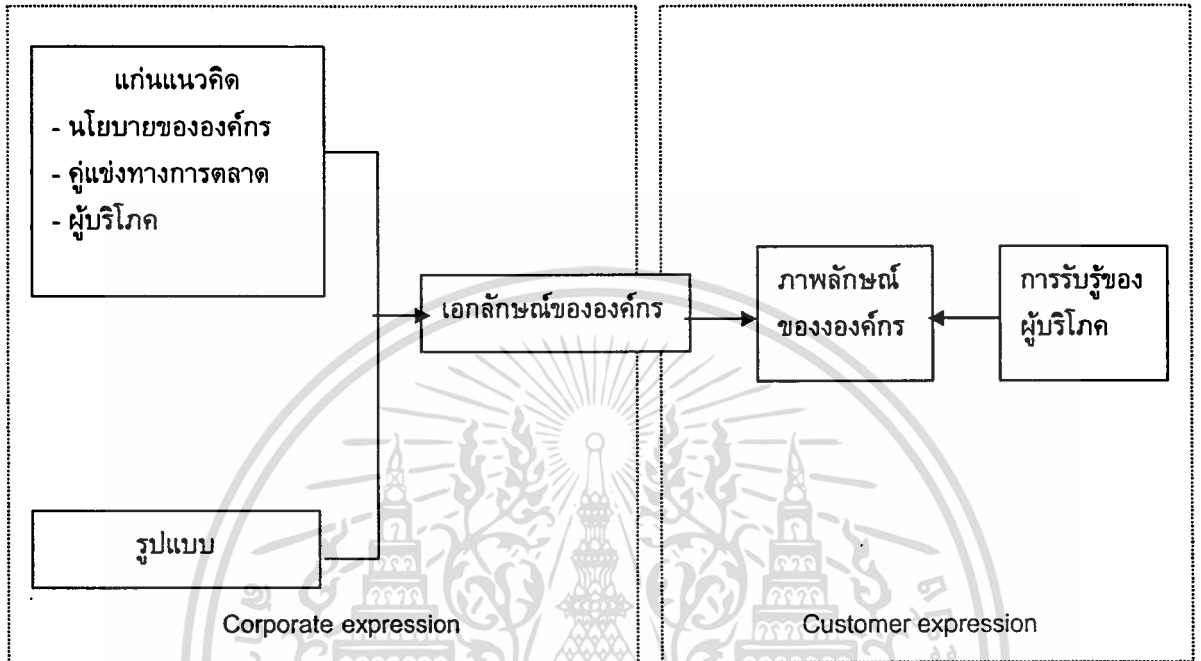 แก่นแนวคิด
- นโยบายขององค์กร
- คู่แข่งทางการตลาด
- ผู้บริโภค
รูปแบบ
เอกลักษณ์ขององค์กร
Corporate expression
ภาพลักษณ์
ของงองค์กร
การรับรู้ของ
ผู้บริโภค
Customer expression